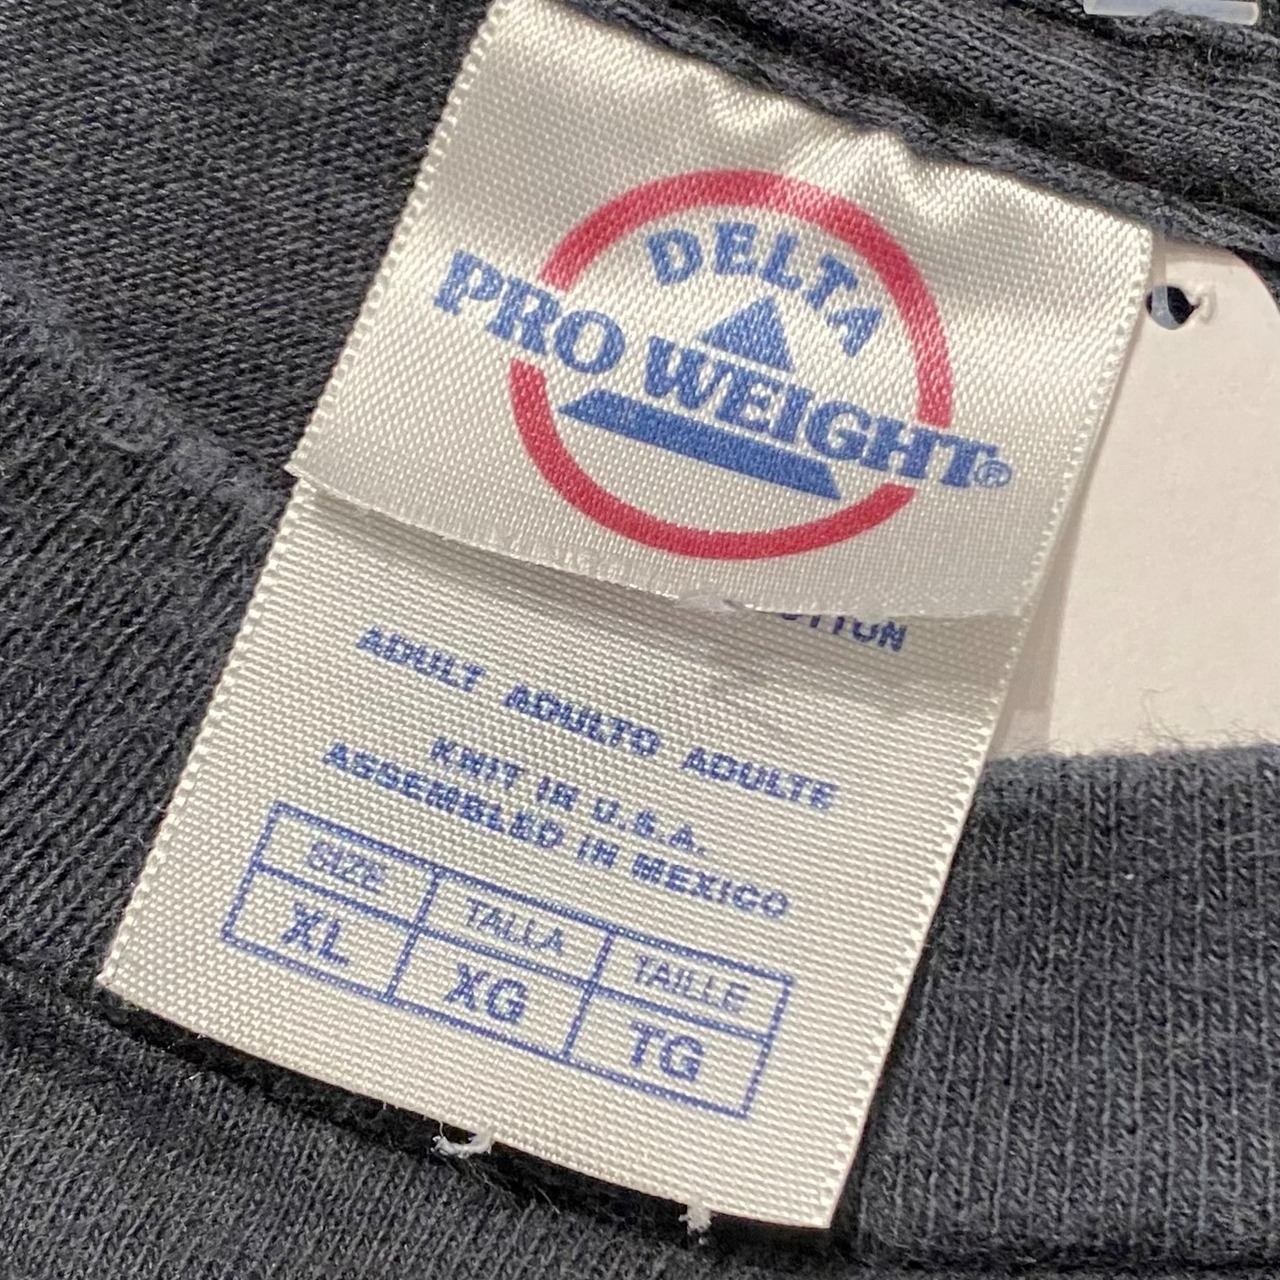 DELTA
PRO WEIGHT®
ADULT ADULTO ADULTE
KNIT IN U.S.A.
ASSEMBLED IN MEXICO
SIZE TALLA TAILLE
XL XG TG